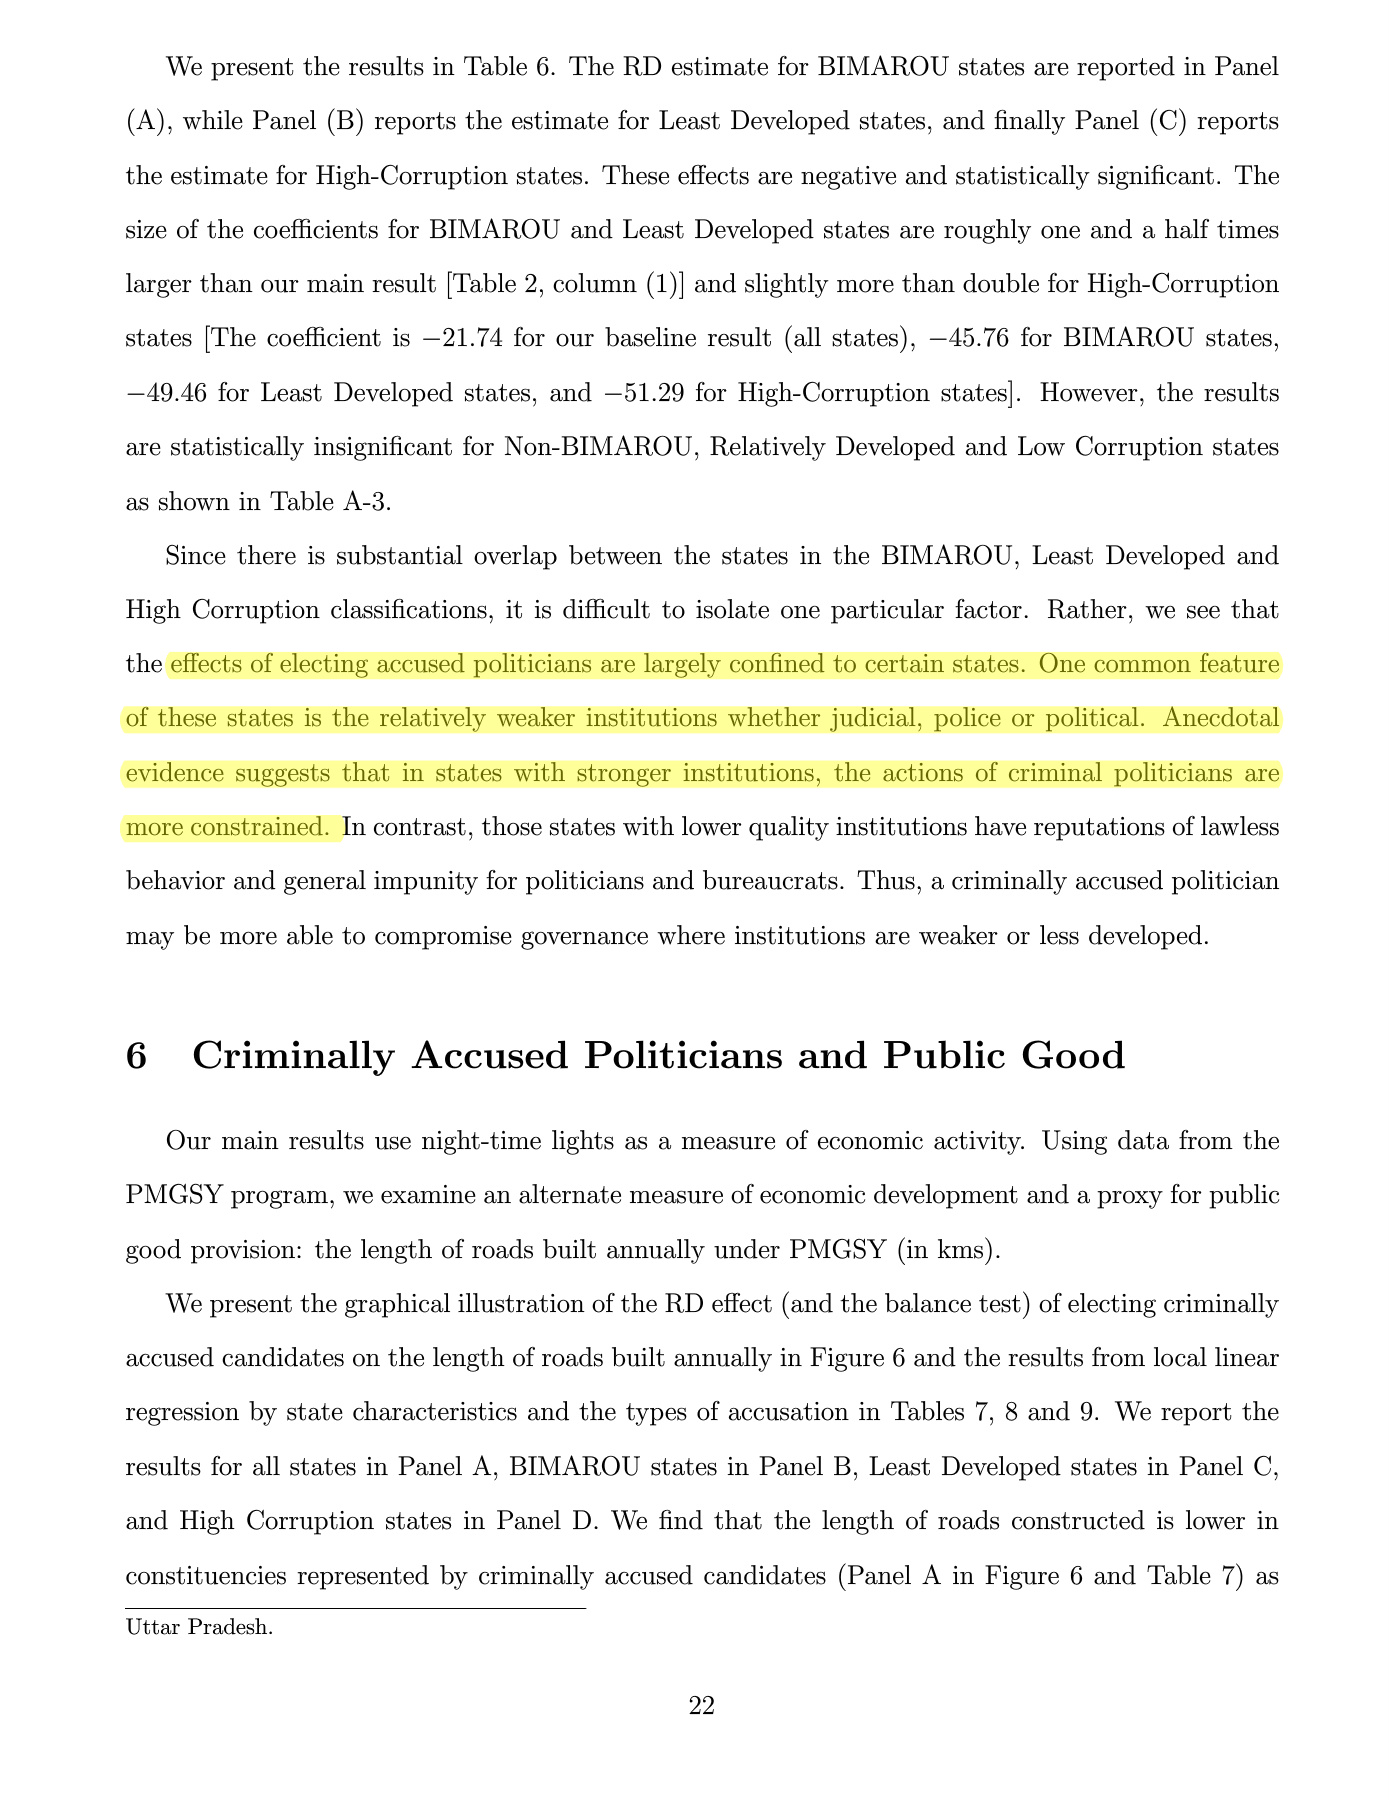 We present the results in Table 6. The RD estimate for BIMAROU states are reported in Panel
(A), while Panel (B) reports the estimate for Least Developed states, and finally Panel (C) reports
the estimate for High-Corruption states. These effects are negative and statistically significant. The
size of the coefficients for BIMAROU and Least Developed states are roughly one and a half times
larger than our main result [Table 2, column (1)] and slightly more than double for High-Corruption
states [The coefficient is −21.74 for our baseline result (all states), −45.76 for BIMAROU states,
−49.46 for Least Developed states, and −51.29 for High-Corruption states]. However, the results
are statistically insignificant for Non-BIMAROU, Relatively Developed and Low Corruption states
as shown in Table A-3.
Since there is substantial overlap between the states in the BIMAROU, Least Developed and
High Corruption classifications, it is difficult to isolate one particular factor. Rather, we see that
the effects of electing accused politicians are largely confined to certain states. One common feature
of these states is the relatively weaker institutions whether judicial, police or political. Anecdotal
evidence suggests that in states with stronger institutions, the actions of criminal politicians are
more constrained. In contrast, those states with lower quality institutions have reputations of lawless
behavior and general impunity for politicians and bureaucrats. Thus, a criminally accused politician
may be more able to compromise governance where institutions are weaker or less developed.
6 Criminally Accused Politicians and Public Good
Our main results use night-time lights as a measure of economic activity. Using data from the
PMGSY program, we examine an alternate measure of economic development and a proxy for public
good provision: the length of roads built annually under PMGSY (in kms).
We present the graphical illustration of the RD effect (and the balance test) of electing criminally
accused candidates on the length of roads built annually in Figure 6 and the results from local linear
regression by state characteristics and the types of accusation in Tables 7, 8 and 9. We report the
results for all states in Panel A, BIMAROU states in Panel B, Least Developed states in Panel C,
and High Corruption states in Panel D. We find that the length of roads constructed is lower in
constituencies represented by criminally accused candidates (Panel A in Figure 6 and Table 7) as
Uttar Pradesh.
22